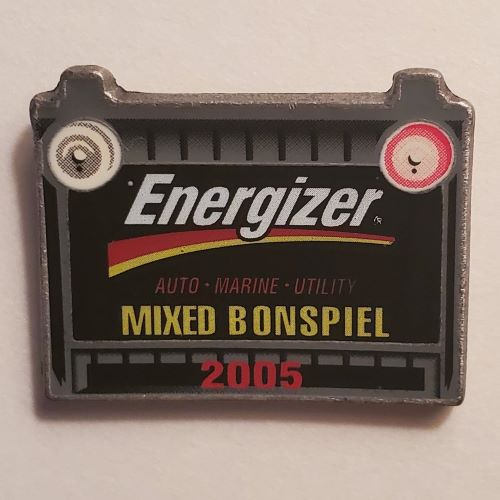 Energizer
AUTO · MARINE · UTILITY
MIXED BONSPIEL
2005